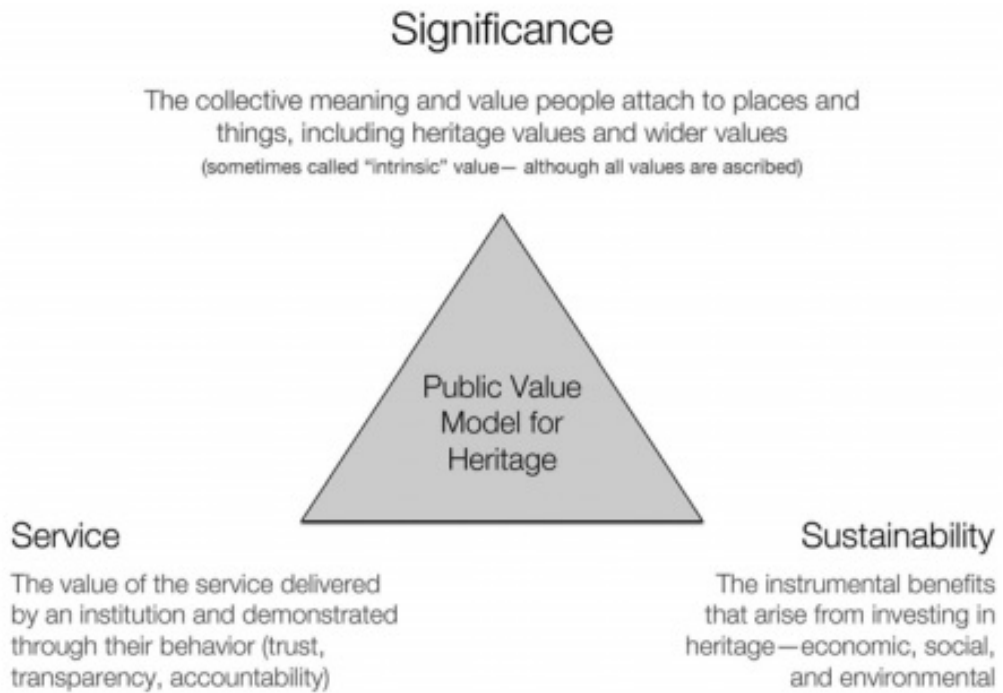 Significance
The collective meaning and value people attach to places and
things, including heritage values and wider values
(sometimes called "intrinsic" value— although all values are ascribed)
Public Value
Model for
Heritage
Service
The value of the service delivered
by an institution and demonstrated
through their behavior (trust,
transparency, accountability)
Sustainability
The instrumental benefits
that arise from investing in
heritage—economic, social,
and environmental